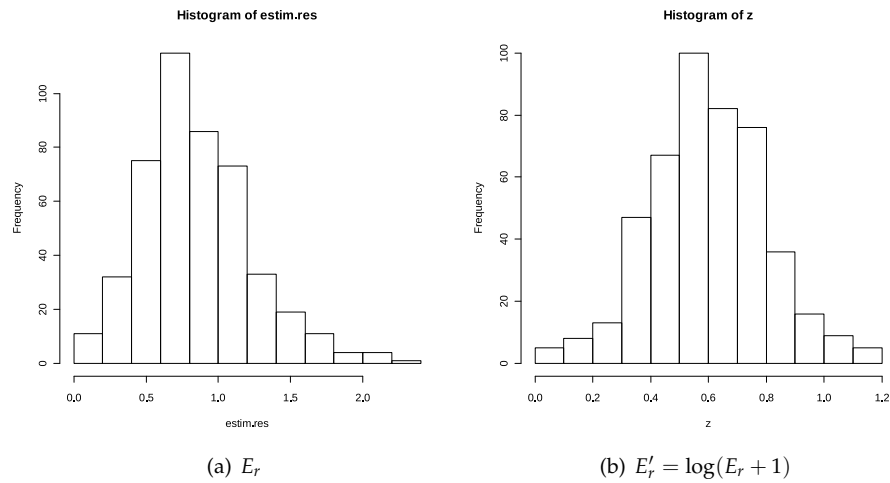 Histogram of estim.res
Frequency
0
20
40
60
80
100
0.0 0.5 1.0 1.5 2.0
estim.res
(a) E_r
Histogram of z
Frequency
0
20
40
60
80
100
0.0 0.2 0.4 0.6 0.8 1.0 1.2
z
(b) E′_r = log(E_r + 1)